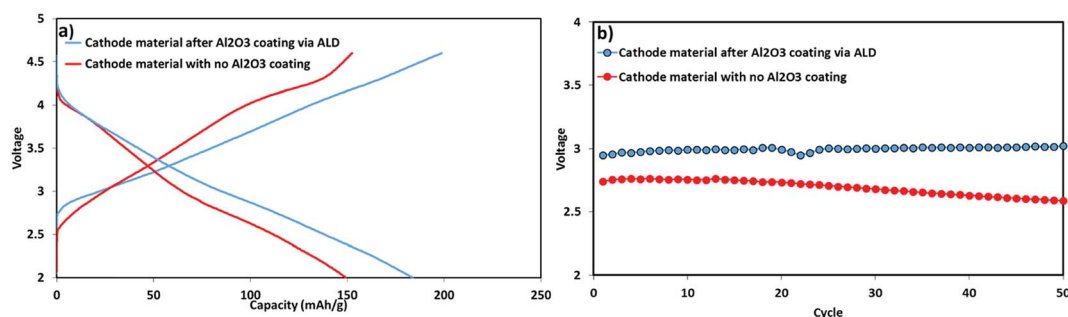 a)
Cathode material after Al2O3 coating via ALD
Cathode material with no Al2O3 coating
Voltage
5
4.5
4
3.5
3
2.5
2
0 50 100 150 200 250
Capacity (mAh/g)
b)
Cathode material after Al2O3 coating via ALD
Cathode material with no Al2O3 coating
Voltage
4
3.5
3
2.5
2
0 10 20 30 40 50
Cycle